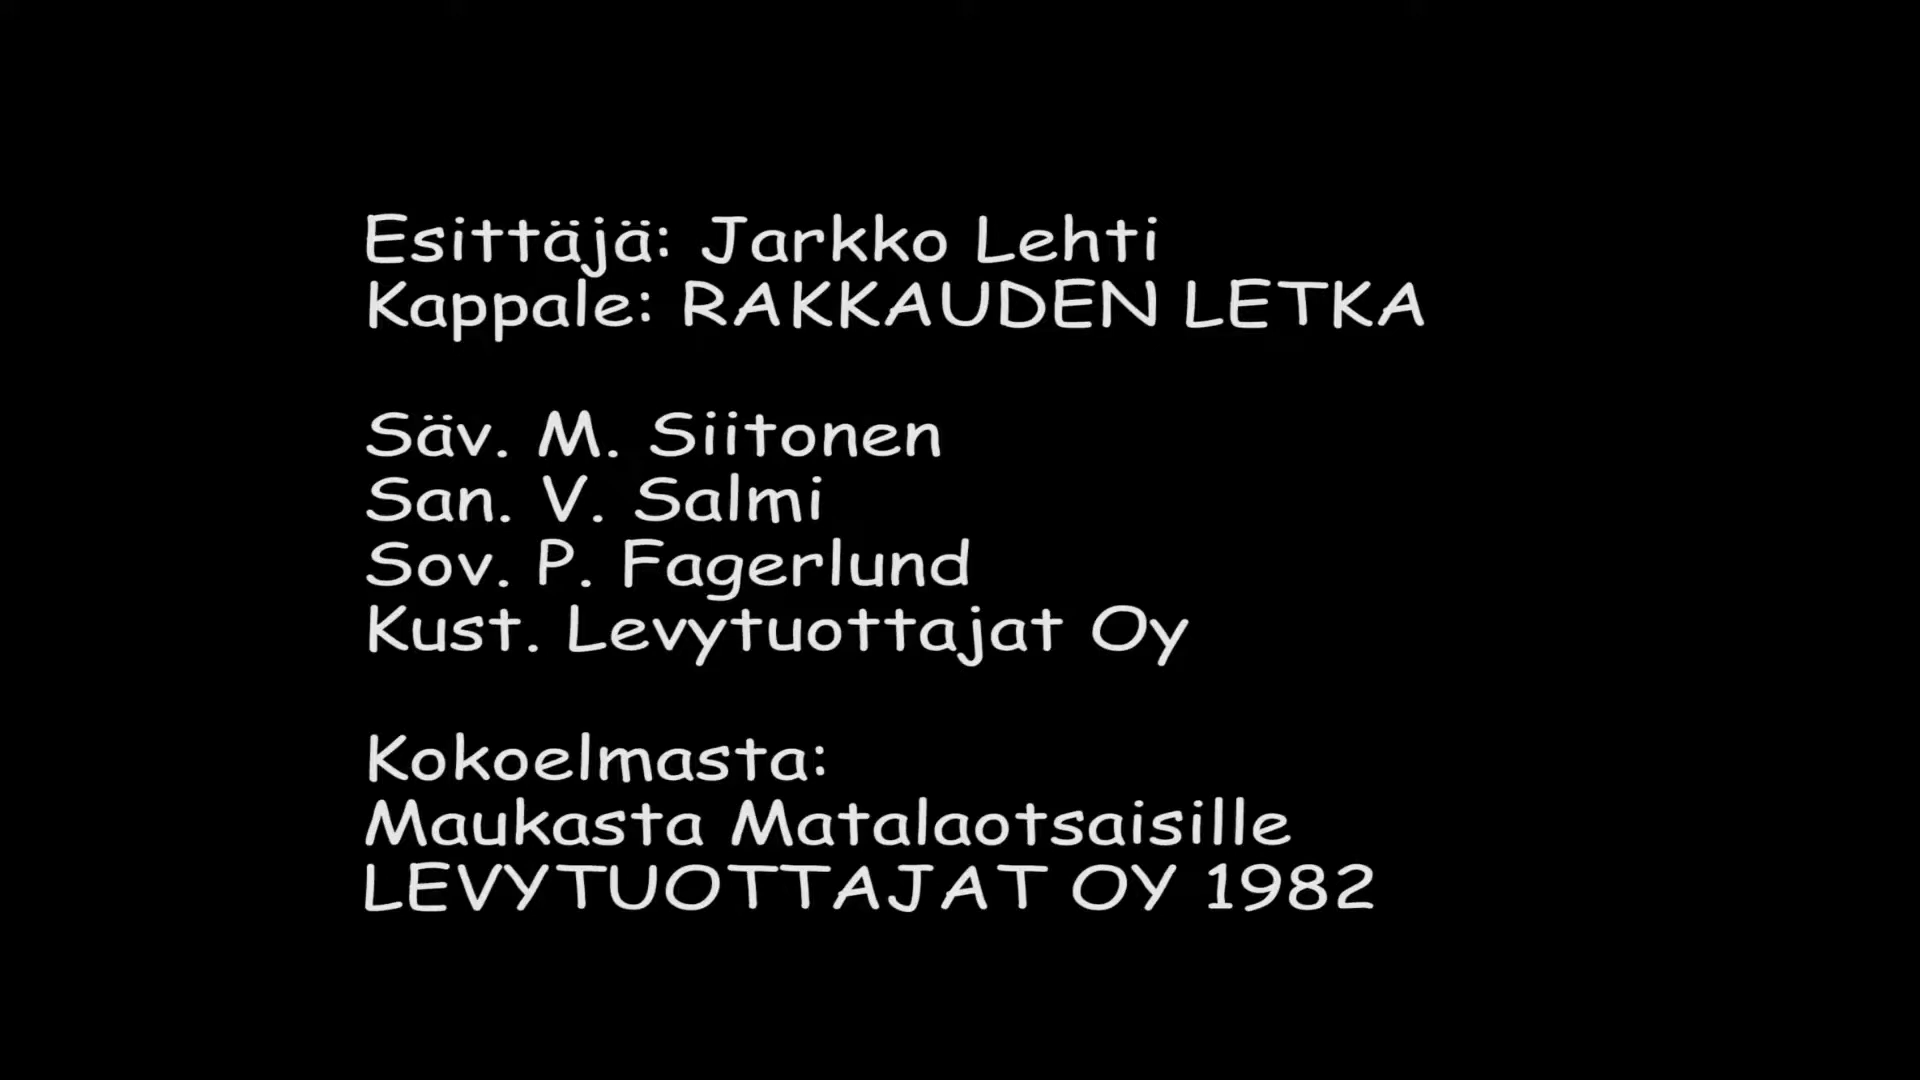 Esittäjä: Jarkko Lehti
Kappale: RAKKAUDEN LETKA
Säv. M. Siitonen
San. V. Salmi
Sov. P. Fagerlund
Kust. Levytuottajat Oy
Kokoelmasta:
Maukasta Matalaotsaisille
LEVYTUOTTAJAT OY 1982